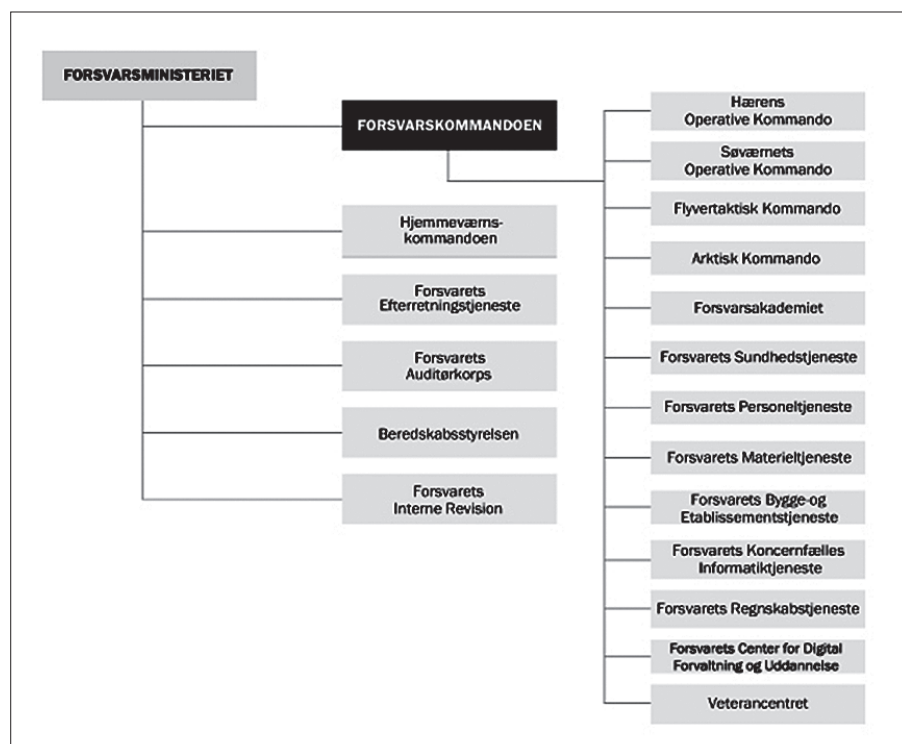 FORSVARSMINISTERIET
FORSVARSKOMMANDOEN
Hjemmeværns-
kommandoen
Forsvarets
Efterretningstjeneste
Forsvarets
Auditørkorps
Beredskabsstyrelsen
Forsvarets
Interne Revision
Hærens
Operative Kommando
Søværnets
Operative Kommando
Flyvertaktisk Kommando
Arktisk Kommando
Forsvarsakademiet
Forsvarets Sundhedstjeneste
Forsvarets Personeltjeneste
Forsvarets Materieltjeneste
Forsvarets Bygge-og
Etablissementstjeneste
Forsvarets Koncernfælles
Informatiktjeneste
Forsvarets Regnskabstjeneste
Forsvarets Center for Digital
Forvaltning og Uddannelse
Veterancentret